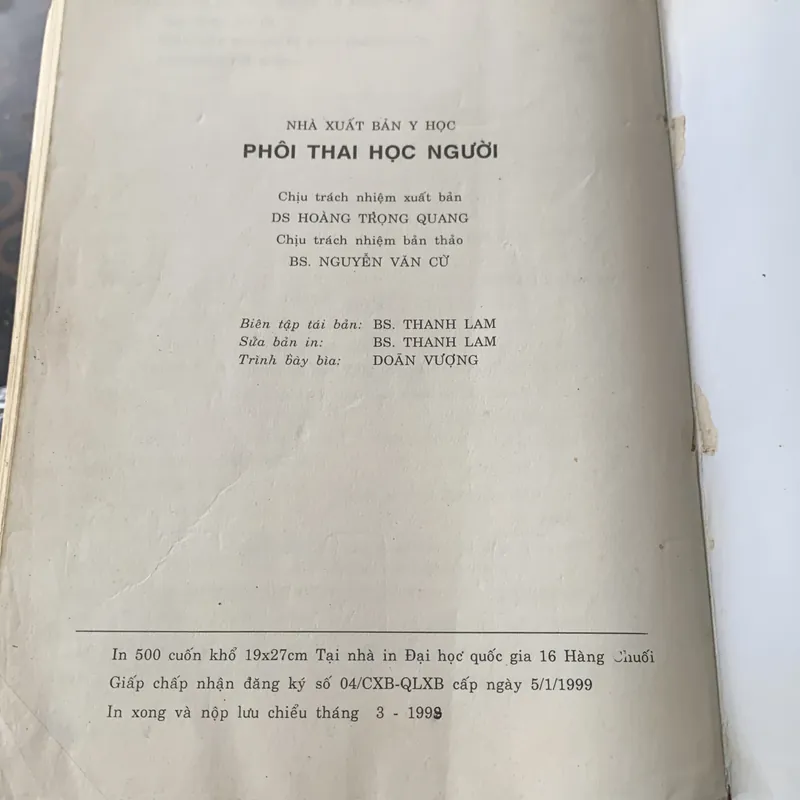 NHÀ XUẤT BẢN Y HỌC
PHÔI THAI HỌC NGƯỜI
Chịu trách nhiệm xuất bản
DS HOÀNG TRỌNG QUANG
Chịu trách nhiệm bản thảo
BS. NGUYỄN VĂN CỪ
Biên tập tái bản: BS. THANH LAM
Sửa bản in: BS. THANH LAM
Trình bày bìa: DOÃN VƯỢNG
In 500 cuốn khổ 19x27cm Tại nhà in Đại học quốc gia 16 Hàng Chuối
Giấp chấp nhận đăng ký số 04/CXB-QLXB cấp ngày 5/1/1999
In xong và nộp lưu chiểu tháng 3 -